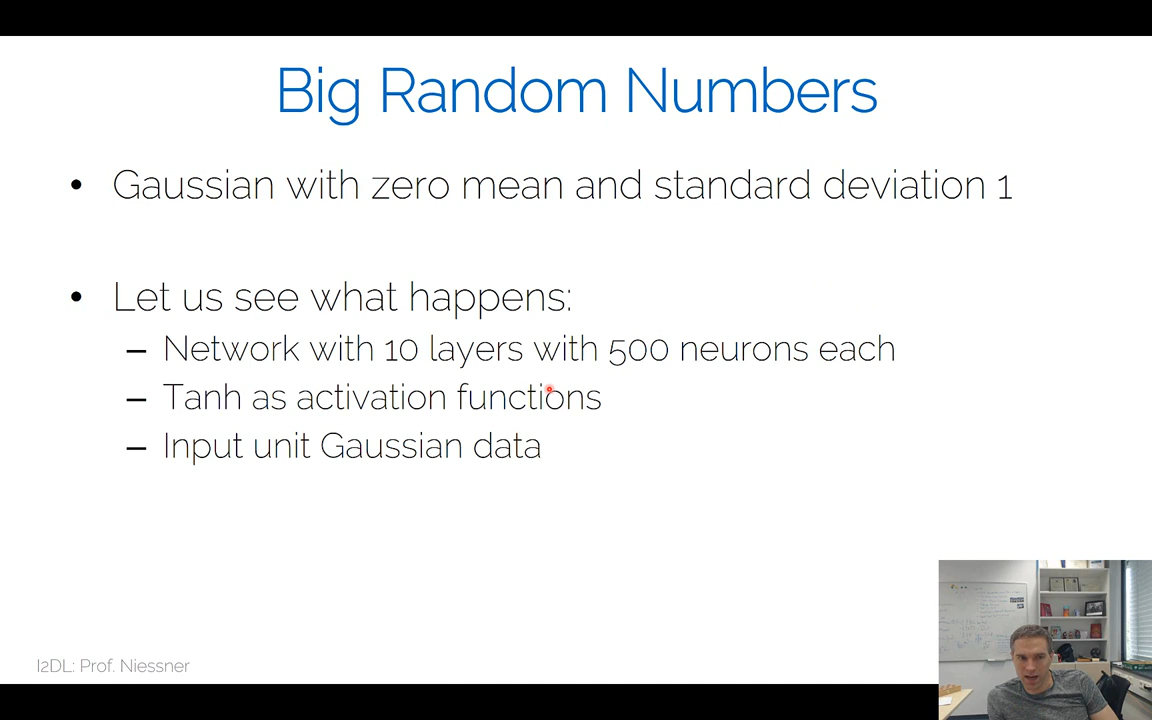 Big Random Numbers
• Gaussian with zero mean and standard deviation 1
• Let us see what happens:
– Network with 10 layers with 500 neurons each
– Tanh as activation functions
– Input unit Gaussian data
I2DL: Prof. Niessner